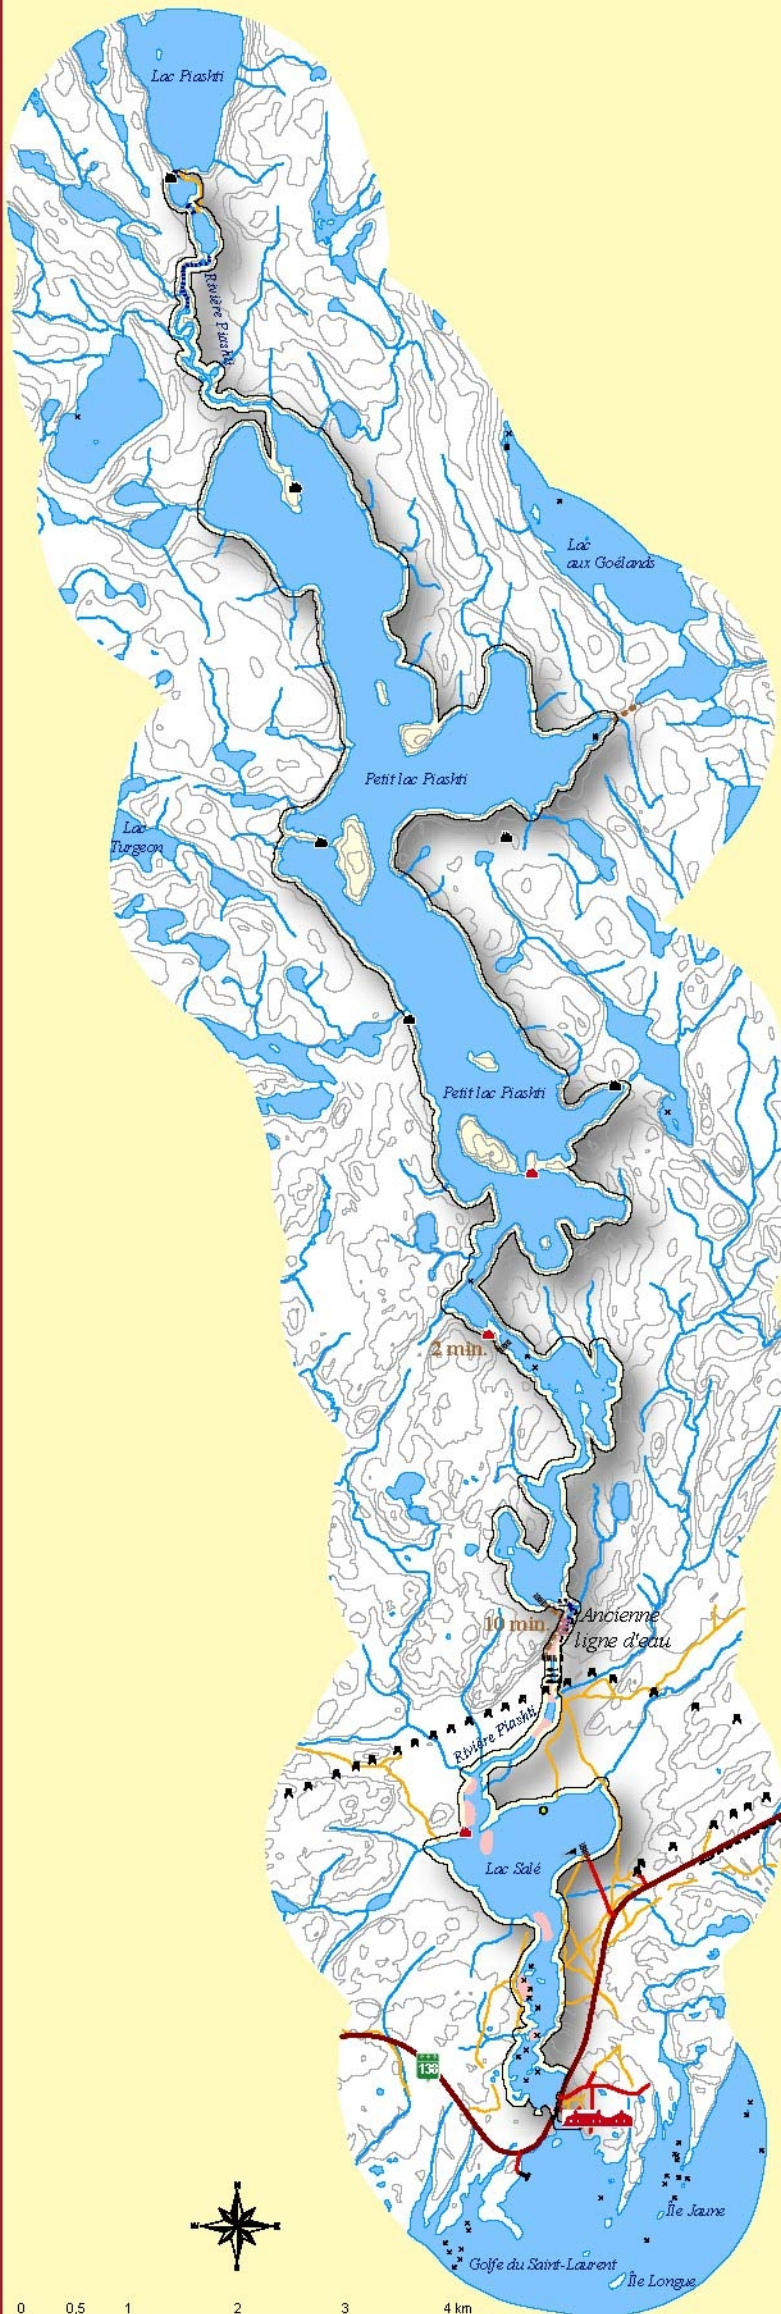 Lac Piashti
Rivière Piashti
Lac
aux Goélands
Petit lac Piashti
Lac
Turgeon
Petit lac Piashti
2 min.
10 min.
Ancienne
ligne d'eau
Rivière Piashti
Lac Salé
138
N
W
E
S
Île Jaune
Golfe du Saint-Laurent
Île Longue
0 0,5 1 2 3 4 km